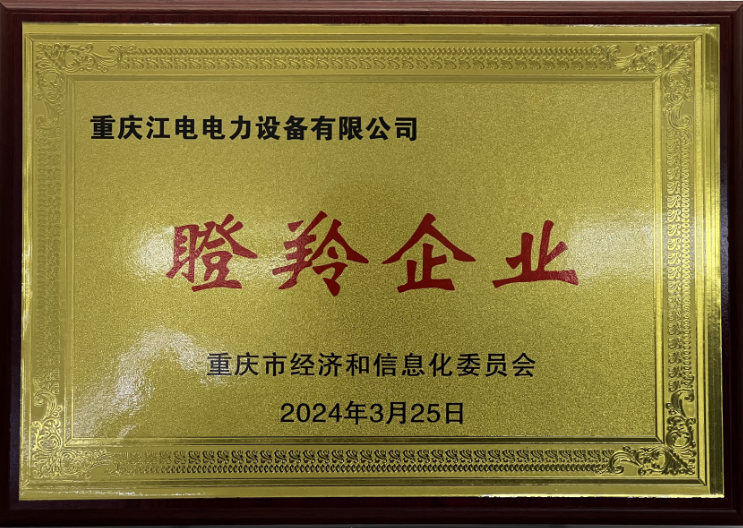 重庆江电电力设备有限公司
瞪羚企业
重庆市经济和信息化委员会
2024年3月25日